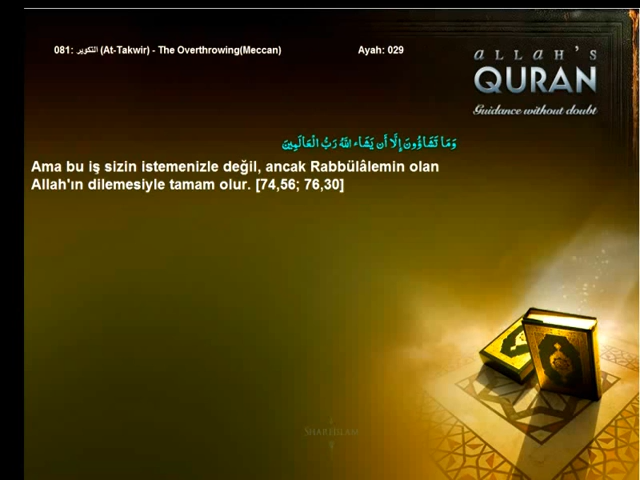 081: التكوير (At-Takwir) - The Overthrowing(Meccan) Ayah: 029
ALLAH'S
QURAN
Guidance without doubt
وَمَا تَشَاؤُونَ إِلَّا أَن يَشَاءَ اللَّهُ رَبُّ الْعَالَمِينَ
Ama bu iş sizin istemenizle değil, ancak Rabbülâlemin olan
Allah'ın dilemesiyle tamam olur. [74,56; 76,30]